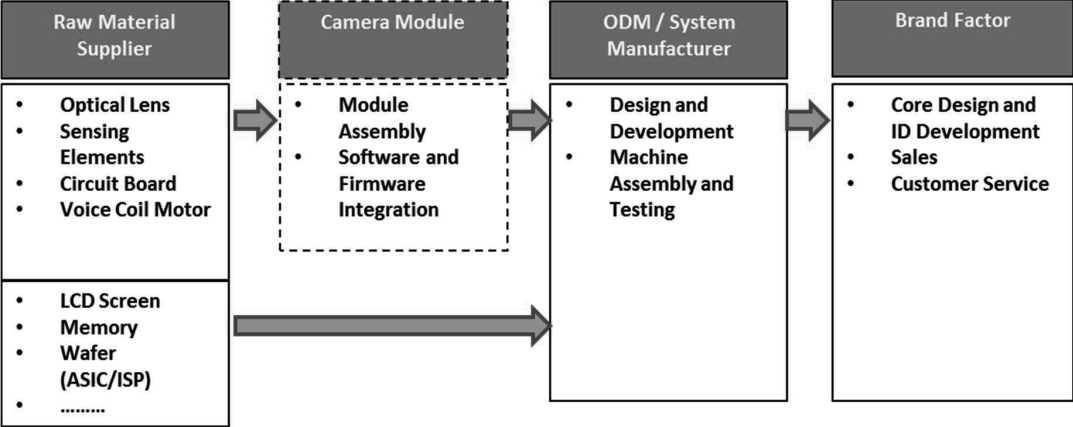 Raw Material
Supplier
• Optical Lens
• Sensing
Elements
• Circuit Board
• Voice Coil Motor
• LCD Screen
• Memory
• Wafer
(ASIC/ISP)
• .........
Camera Module
• Module
Assembly
• Software and
Firmware
Integration
ODM / System
Manufacturer
• Design and
Development
• Machine
Assembly and
Testing
Brand Factor
• Core Design and
ID Development
• Sales
• Customer Service